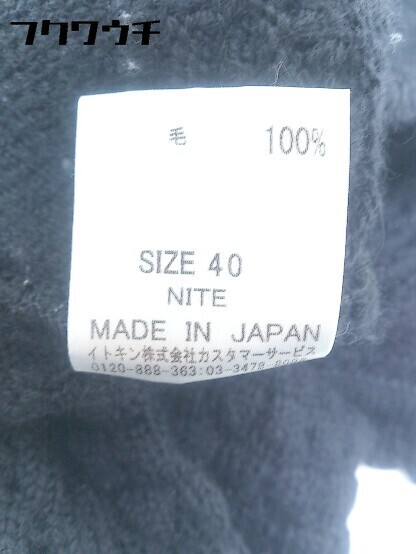 フクワウチ
毛 100%
SIZE 40
NITE
MADE IN JAPAN
イトキン株式会社カスタマーサービス
0120-888-363:03-3478-